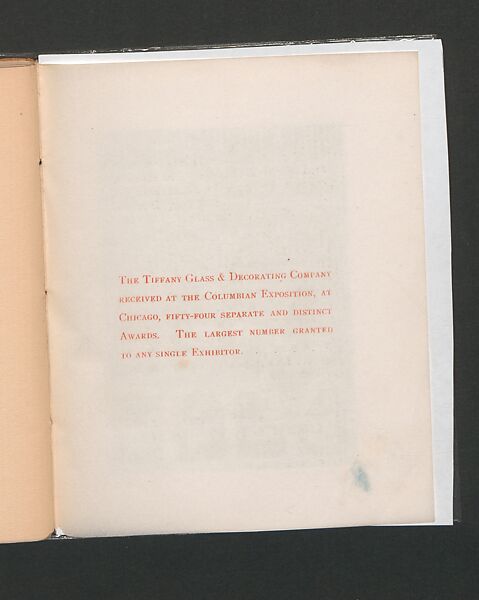 The Tiffany Glass & Decorating Company
received at the Columbian Exposition, at
Chicago, fifty-four separate and distinct
Awards. The largest number granted
to any single Exhibitor.